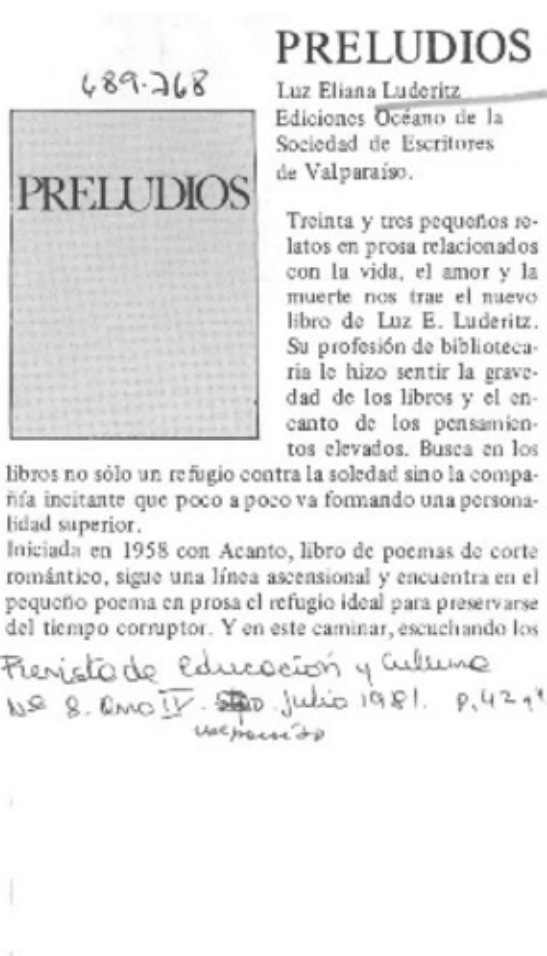 PRELUDIOS
689-768
Luz Eliana Luderitz
Ediciones Océano de la
Sociedad de Escritores
de Valparaíso.
PRELUDIOS
Treinta y tres pequeños re-
latos en prosa relacionados
con la vida, el amor y la
muerte nos trae el nuevo
libro de Luz E. Luderitz.
Su profesión de biblioteca-
ria le hizo sentir la grave-
dad de los libros y el en-
canto de los pensamien-
tos elevados. Busca en los
libros no sólo un refugio contra la soledad sino la compa-
ñía incitante que poco a poco va formando una persona-
lidad superior.
Iniciada en 1958 con Acanto, libro de poemas de corte
romántico, sigue una línea ascensional y encuentra en el
pequeño poema en prosa el refugio ideal para preservarse
del tiempo corruptor. Y en este caminar, escuchando los
Revista de Educación y Cultura
Nº 8. Año IV. julio 1981. p. 42
Valparaíso